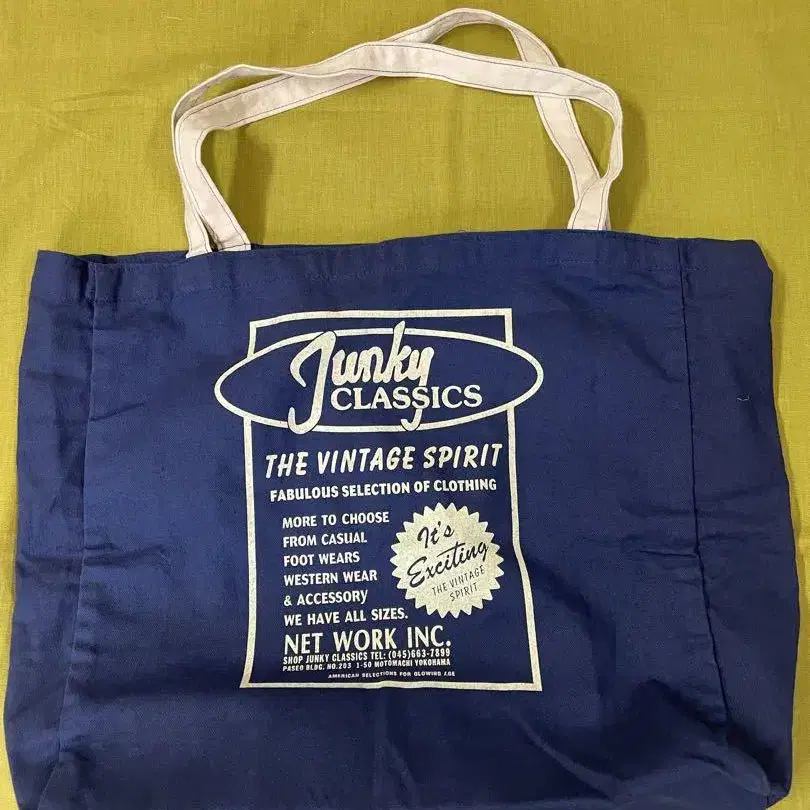 Junky
CLASSICS
THE VINTAGE SPIRIT
FABULOUS SELECTION OF CLOTHING
MORE TO CHOOSE
FROM CASUAL
FOOT WEARS
WESTERN WEAR
& ACCESSORY
WE HAVE ALL SIZES.
It's
Exciting
THE VINTAGE
SPIRIT
NET WORK INC.
SHOP JUNKY CLASSICS TEL: (045)663-7899
PASEO BLDG. NO.203 1-50 MOTOMACHI YOKOHAMA
AMERICAN SELECTIONS FOR GLOWING AGE